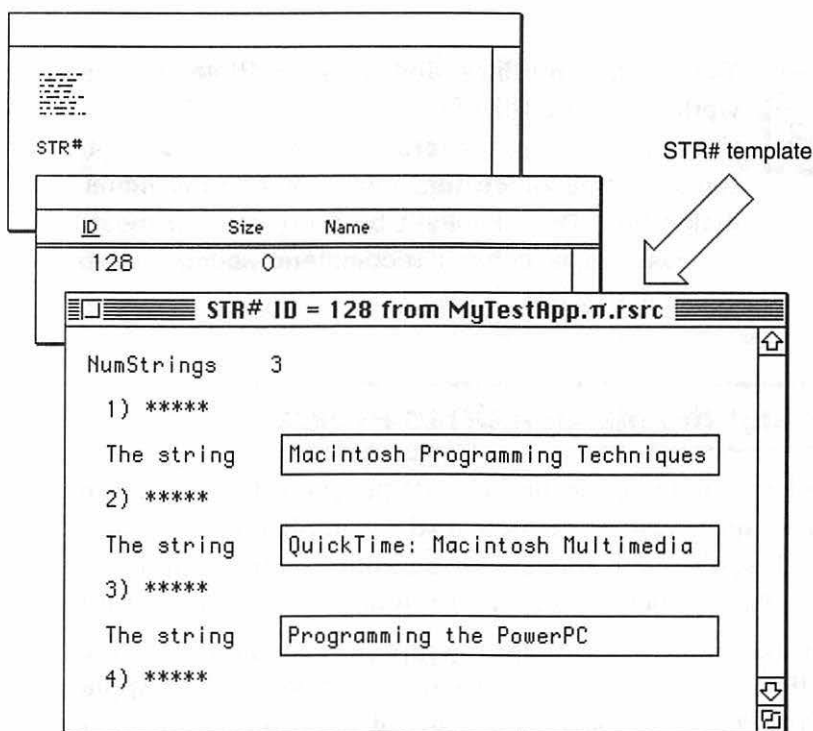 STR#
STR# template
ID Size Name
128 0
STR# ID = 128 from MyTestApp.π.rsrc
NumStrings 3
1) *****
The string Macintosh Programming Techniques
2) *****
The string QuickTime: Macintosh Multimedia
3) *****
The string Programming the PowerPC
4) *****